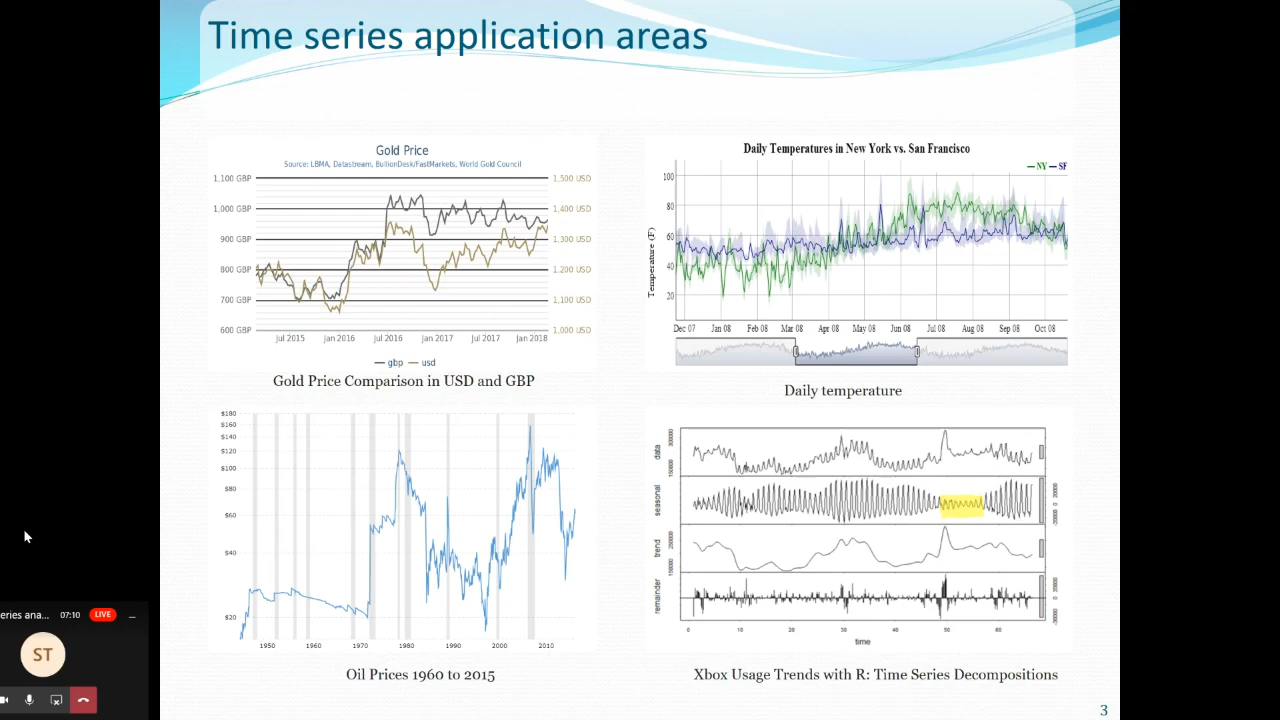 Time series application areas
Gold Price
Source: LBMA, Datastream, BullionDesk/FastMarkets, World Gold Council
1,100 GBP 1,500 USD
1,000 GBP 1,400 USD
900 GBP 1,300 USD
800 GBP 1,200 USD
700 GBP 1,100 USD
600 GBP 1,000 USD
Jul 2015 Jan 2016 Jul 2016 Jan 2017 Jul 2017 Jan 2018
gbp usd
Gold Price Comparison in USD and GBP
Daily Temperatures in New York vs. San Francisco
NY SF
Temperature (F)
100
80
60
40
20
Dec 07 Jan 08 Feb 08 Mar 08 Apr 08 May 08 Jun 08 Jul 08 Aug 08 Sep 08 Oct 08
Daily temperature
$180
$160
$140
$120
$100
$80
$60
$40
$20
1950 1960 1970 1980 1990 2000 2010
Oil Prices 1960 to 2015
data
150000 300000
seasonal
-20000 0 20000
trend
150000 250000
remainder
0
0 10 20 30 40 50 60
time
Xbox Usage Trends with R: Time Series Decompositions
eries ana... 07:10 LIVE
ST
3